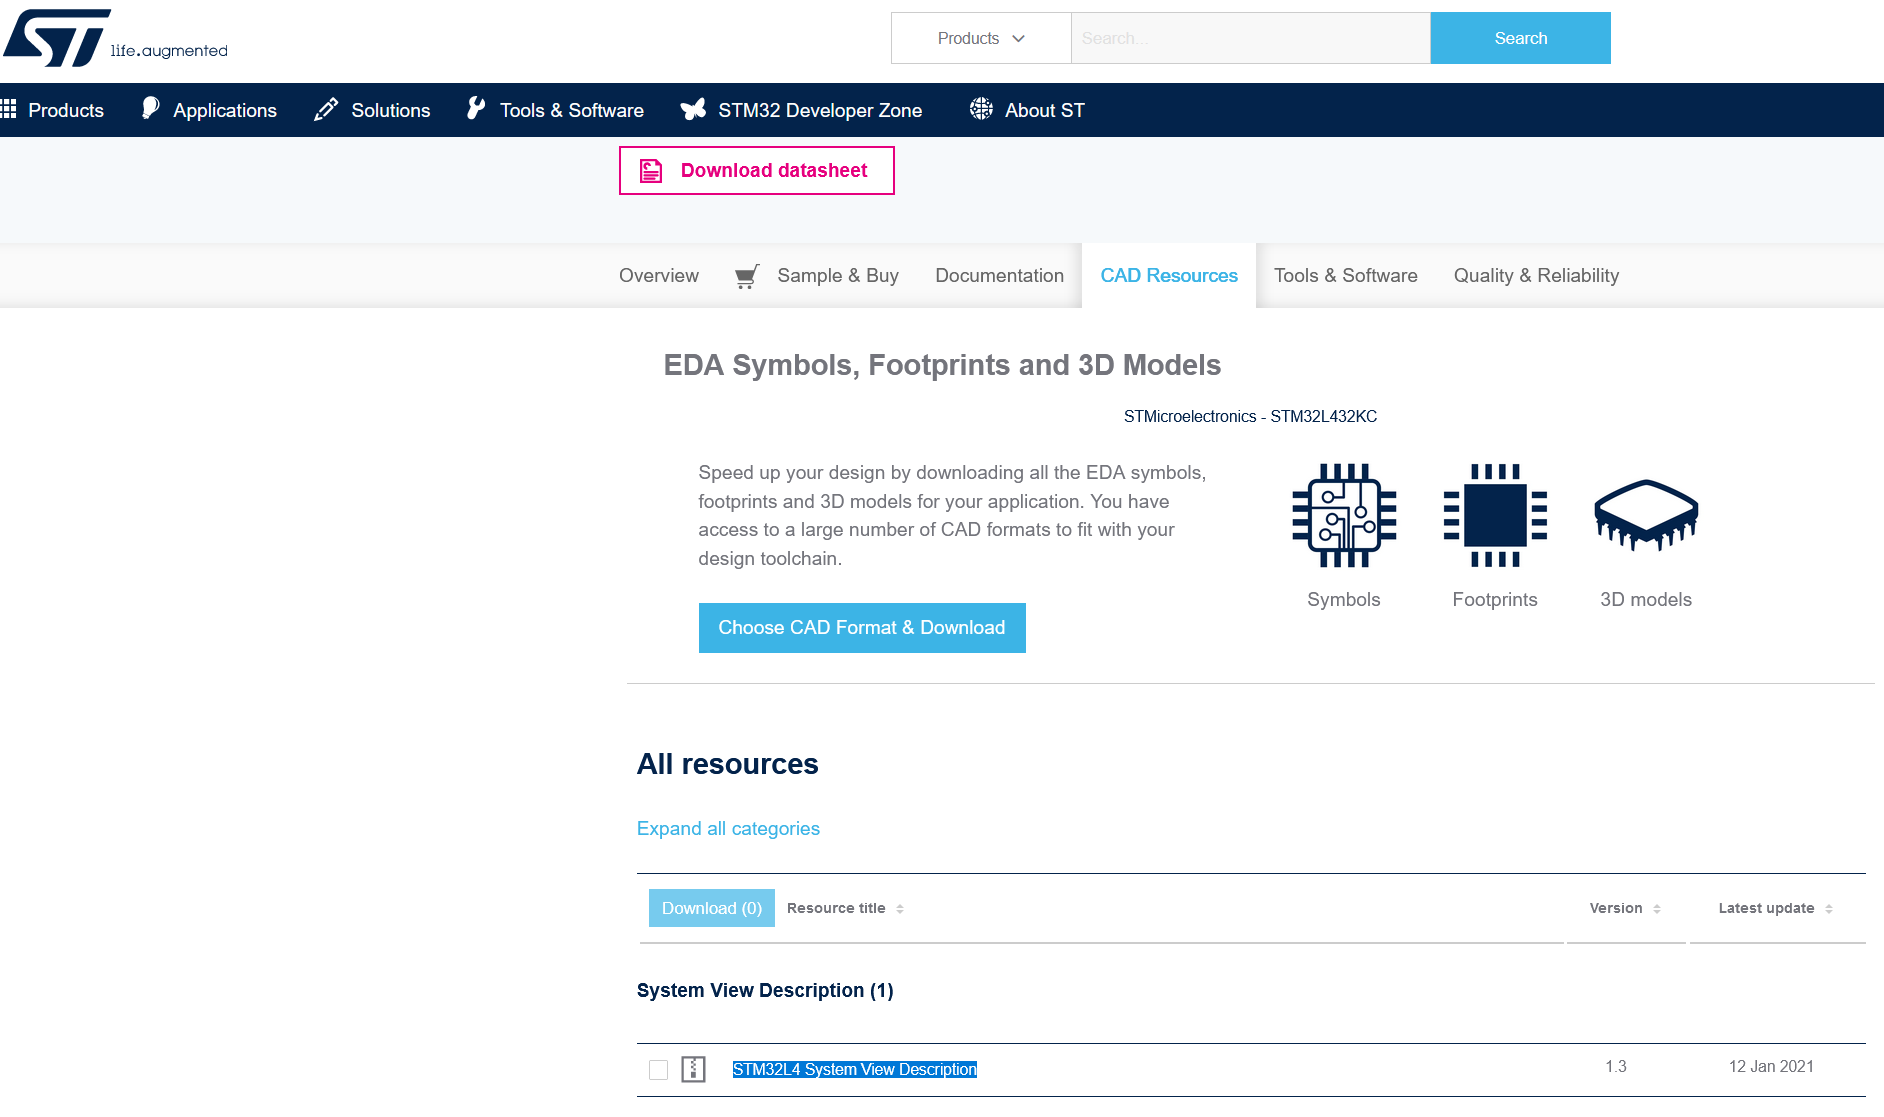 ST life.augmented
Products Search... Search
Products Applications Solutions Tools & Software STM32 Developer Zone About ST
Download datasheet
Overview Sample & Buy Documentation CAD Resources Tools & Software Quality & Reliability
EDA Symbols, Footprints and 3D Models
STMicroelectronics - STM32L432KC
Speed up your design by downloading all the EDA symbols,
footprints and 3D models for your application. You have
access to a large number of CAD formats to fit with your
design toolchain.
Symbols Footprints 3D models
Choose CAD Format & Download
All resources
Expand all categories
Download (0) Resource title Version Latest update
System View Description (1)
STM32L4 System View Description 1.3 12 Jan 2021